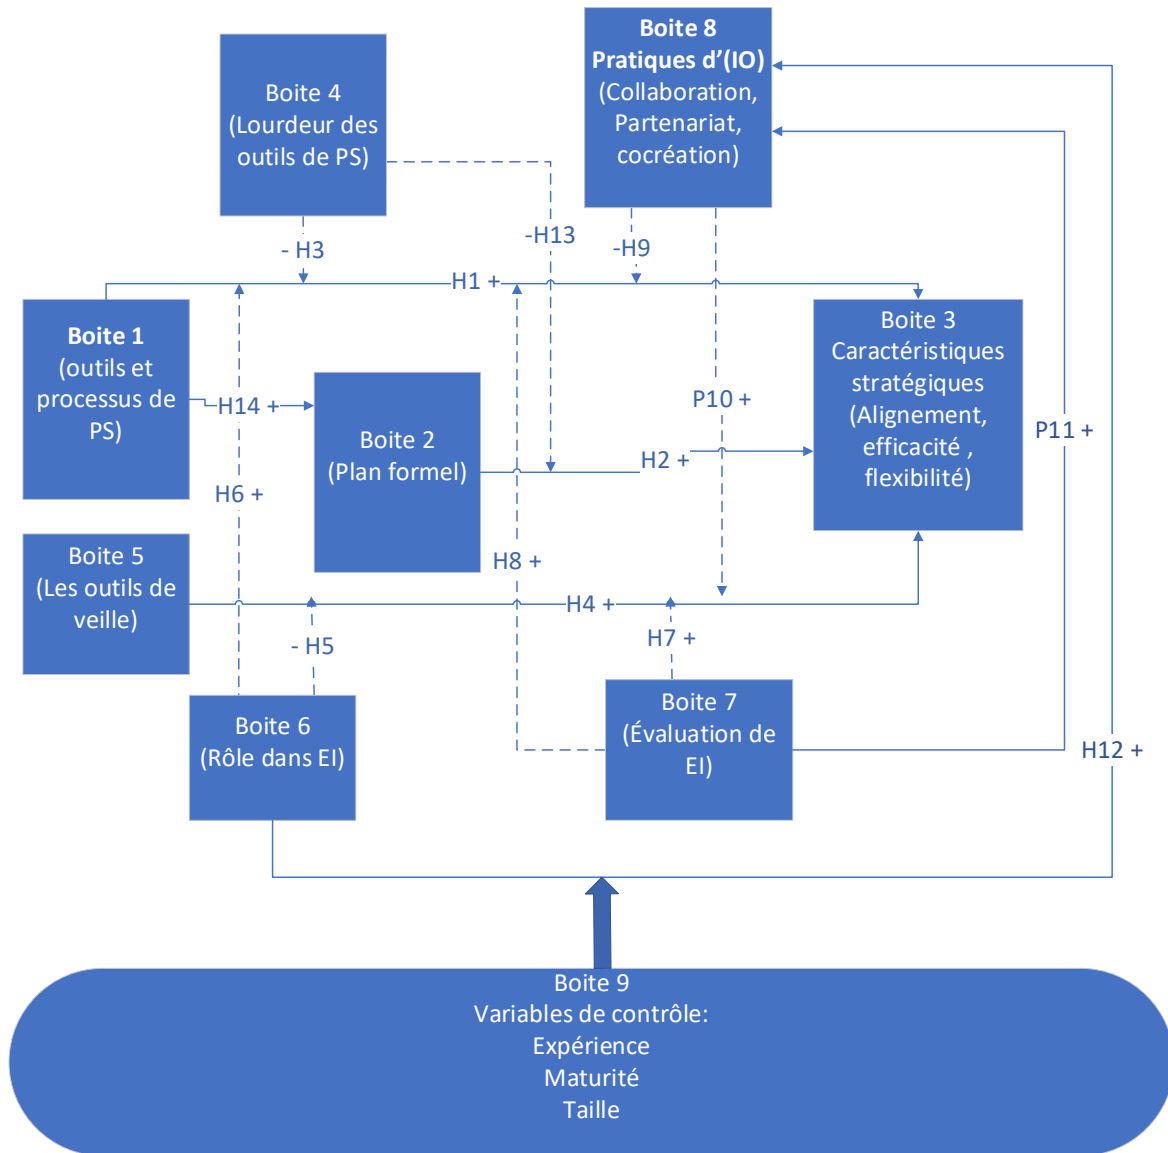 Boite 8
Pratiques d'(IO)
(Collaboration,
Partenariat,
cocréation)
Boite 4
(Lourdeur des
outils de PS)
- H3
-H13
-H9
H1 +
Boite 1
(outils et
processus de
PS)
H14 +
Boite 2
(Plan formel)
H2 +
P10 +
Boite 3
Caractéristiques
stratégiques
(Alignement,
efficacité ,
flexibilité)
P11 +
H6 +
Boite 5
(Les outils de
veille)
H8 +
H4 +
- H5
H7 +
Boite 6
(Rôle dans EI)
Boite 7
(Évaluation de
EI)
H12 +
Boite 9
Variables de contrôle:
Expérience
Maturité
Taille